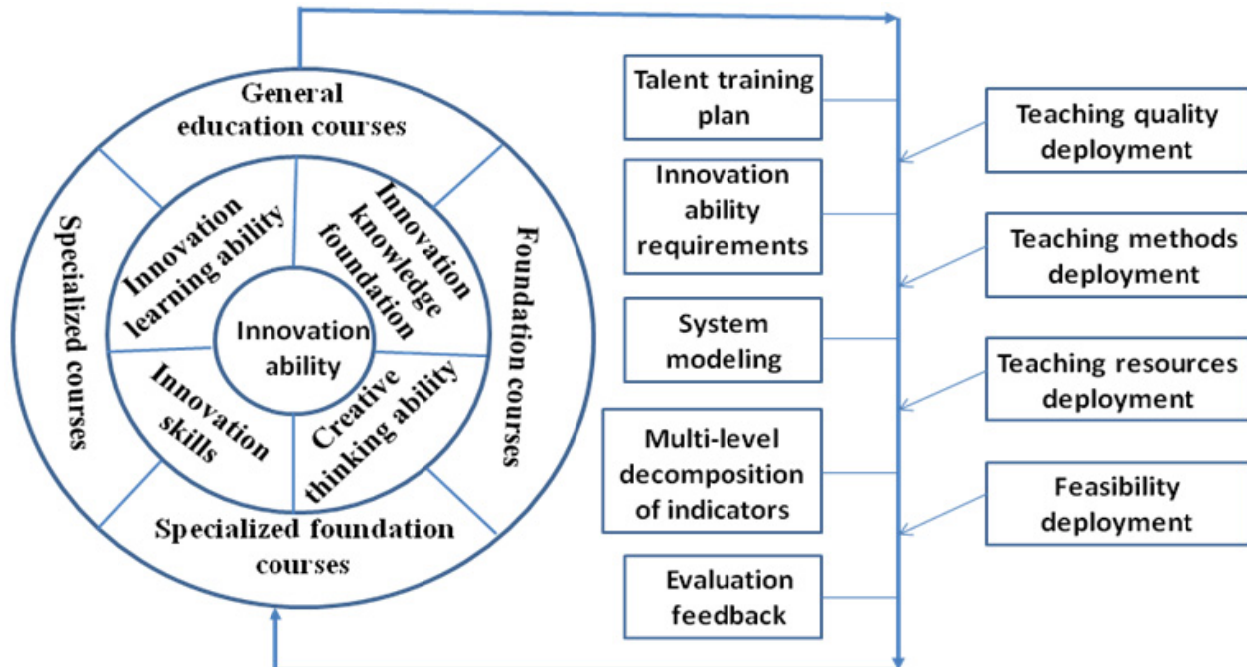 General
education courses
Specialized courses
Foundation courses
Specialized foundation
courses
Innovation
learning ability
Innovation
knowledge
foundation
Innovation
skills
Creative
thinking ability
Innovation
ability
Talent training
plan
Innovation
ability
requirements
System
modeling
Multi-level
decomposition
of indicators
Evaluation
feedback
Teaching quality
deployment
Teaching methods
deployment
Teaching resources
deployment
Feasibility
deployment